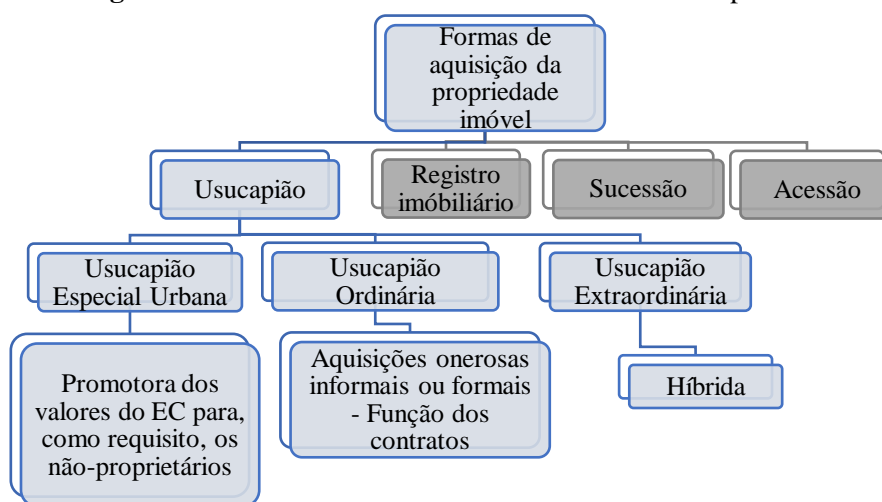 Formas de
aquisição da
propriedade
imóvel
Usucapião
Registro
imóbiliário
Sucessão
Acessão
Usucapião
Especial Urbana
Usucapião
Ordinária
Usucapião
Extraordinária
Promotora dos
valores do EC para,
como requisito, os
não-proprietários
Aquisições onerosas
informais ou formais
- Função dos
contratos
Híbrida